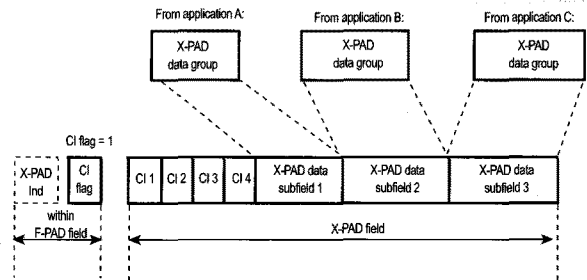 From application A: From application B: From application C:
X-PAD X-PAD X-PAD
data group data group data group
CI flag = 1
X-PAD CI CI 1 CI 2 CI 3 CI 4 X-PAD data X-PAD data X-PAD data
Ind flag subfield 1 subfield 2 subfield 3
within
F-PAD field X-PAD field